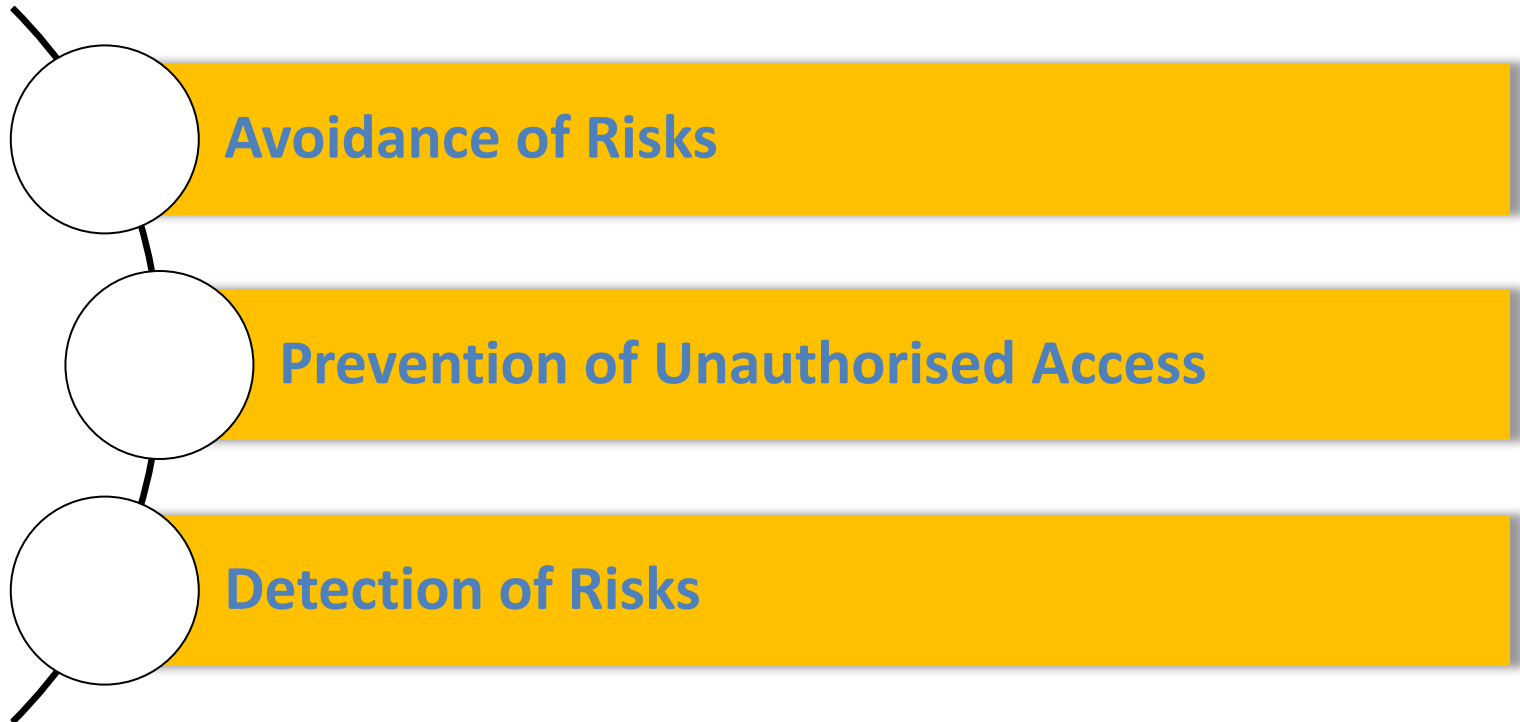 Avoidance of Risks
Prevention of Unauthorised Access
Detection of Risks